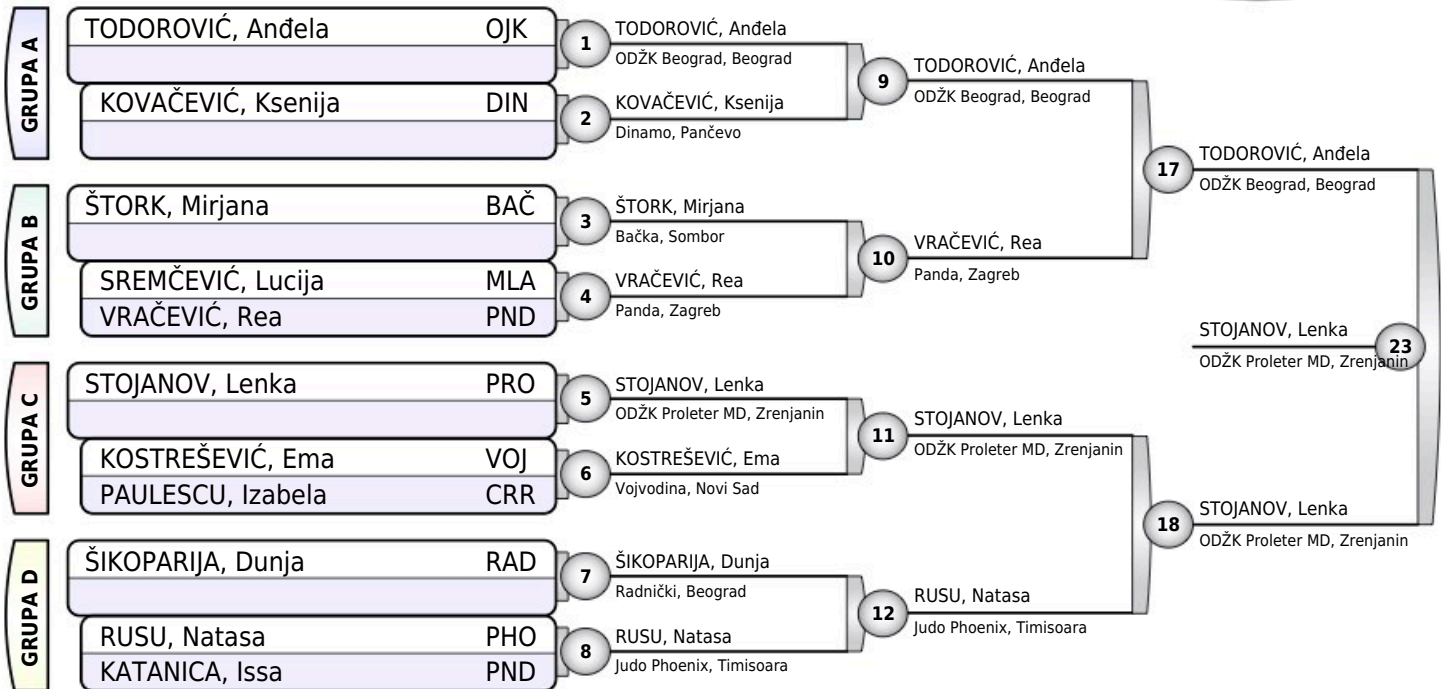 GRUPA A
TODOROVIĆ, Anđela OJK
KOVAČEVIĆ, Ksenija DIN
GRUPA B
ŠTORK, Mirjana BAČ
SREMČEVIĆ, Lucija MLA
VRAČEVIĆ, Rea PND
GRUPA C
STOJANOV, Lenka PRO
KOSTREŠEVIĆ, Ema VOJ
PAULESCU, Izabela CRR
GRUPA D
ŠIKOPARIJA, Dunja RAD
RUSU, Natasa PHO
KATANICA, Issa PND
1
TODOROVIĆ, Anđela
ODŽK Beograd, Beograd
2
KOVAČEVIĆ, Ksenija
Dinamo, Pančevo
3
ŠTORK, Mirjana
Bačka, Sombor
4
VRAČEVIĆ, Rea
Panda, Zagreb
5
STOJANOV, Lenka
ODŽK Proleter MD, Zrenjanin
6
KOSTREŠEVIĆ, Ema
Vojvodina, Novi Sad
7
ŠIKOPARIJA, Dunja
Radnički, Beograd
8
RUSU, Natasa
Judo Phoenix, Timisoara
9
TODOROVIĆ, Anđela
ODŽK Beograd, Beograd
10
VRAČEVIĆ, Rea
Panda, Zagreb
11
STOJANOV, Lenka
ODŽK Proleter MD, Zrenjanin
12
RUSU, Natasa
Judo Phoenix, Timisoara
17
TODOROVIĆ, Anđela
ODŽK Beograd, Beograd
18
STOJANOV, Lenka
ODŽK Proleter MD, Zrenjanin
STOJANOV, Lenka
ODŽK Proleter MD, Zrenjanin
23